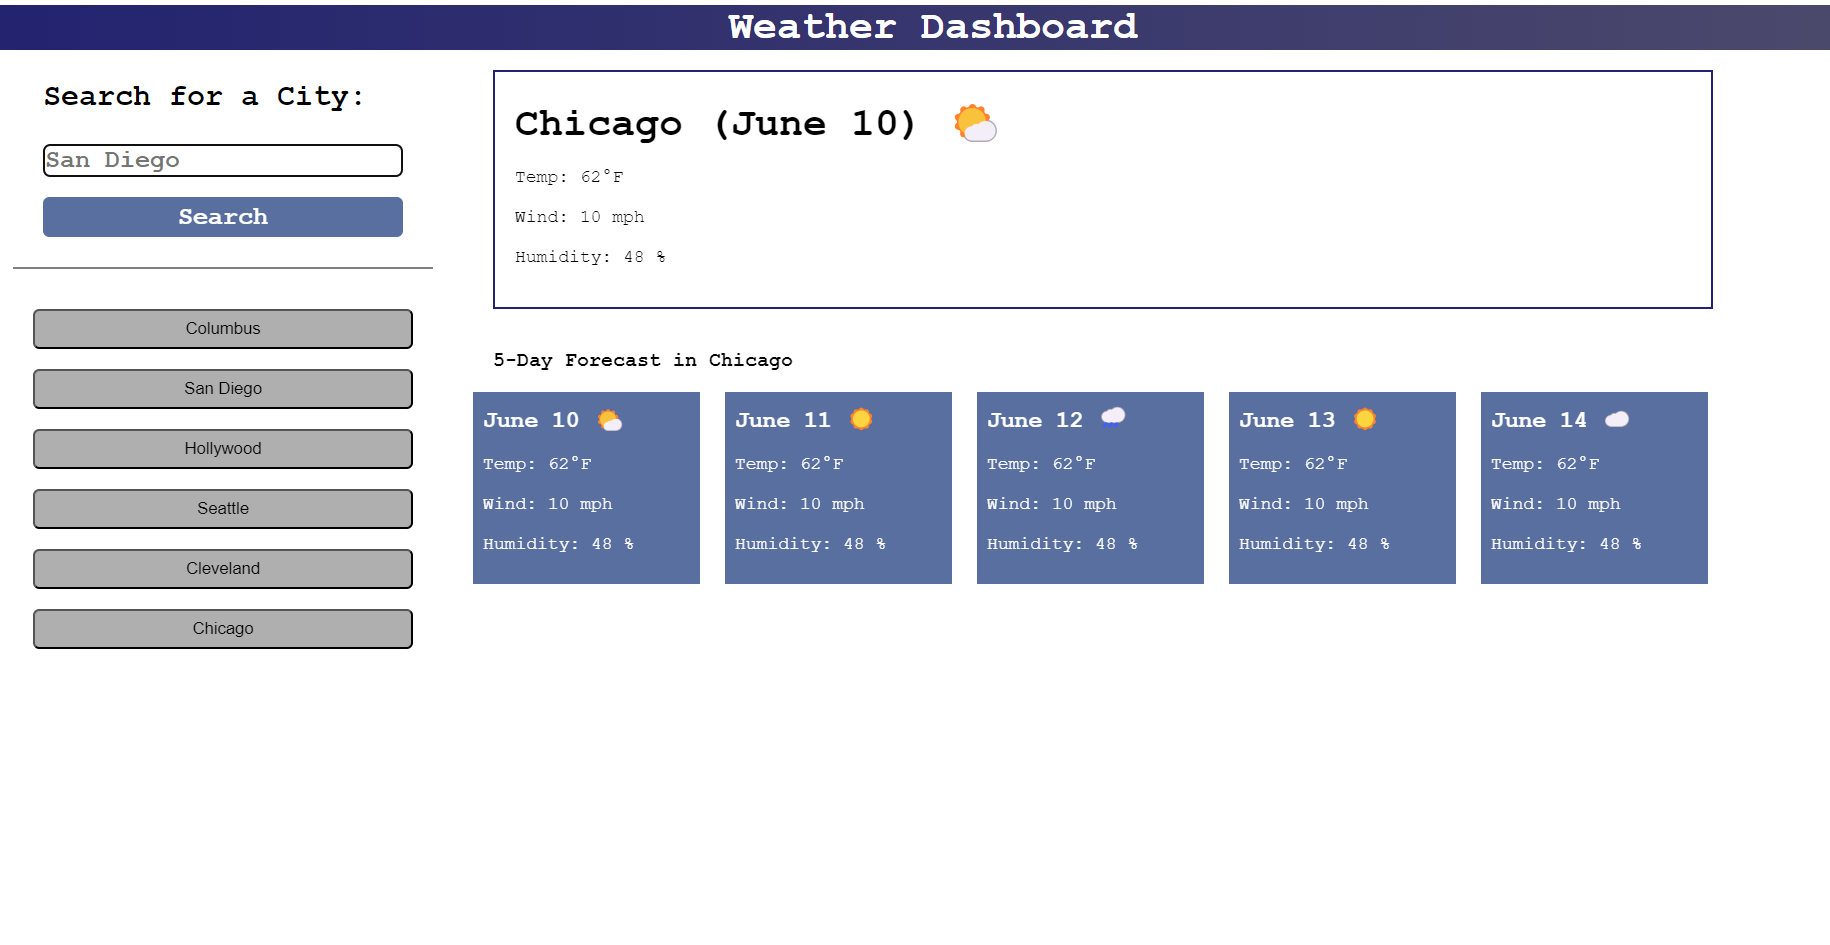 Weather Dashboard
Search for a City:
San Diego
Search
Columbus
San Diego
Hollywood
Seattle
Cleveland
Chicago
Chicago (June 10)
Temp: 62°F
Wind: 10 mph
Humidity: 48 %
5-Day Forecast in Chicago
June 10
Temp: 62°F
Wind: 10 mph
Humidity: 48 %
June 11
Temp: 62°F
Wind: 10 mph
Humidity: 48 %
June 12
Temp: 62°F
Wind: 10 mph
Humidity: 48 %
June 13
Temp: 62°F
Wind: 10 mph
Humidity: 48 %
June 14
Temp: 62°F
Wind: 10 mph
Humidity: 48 %